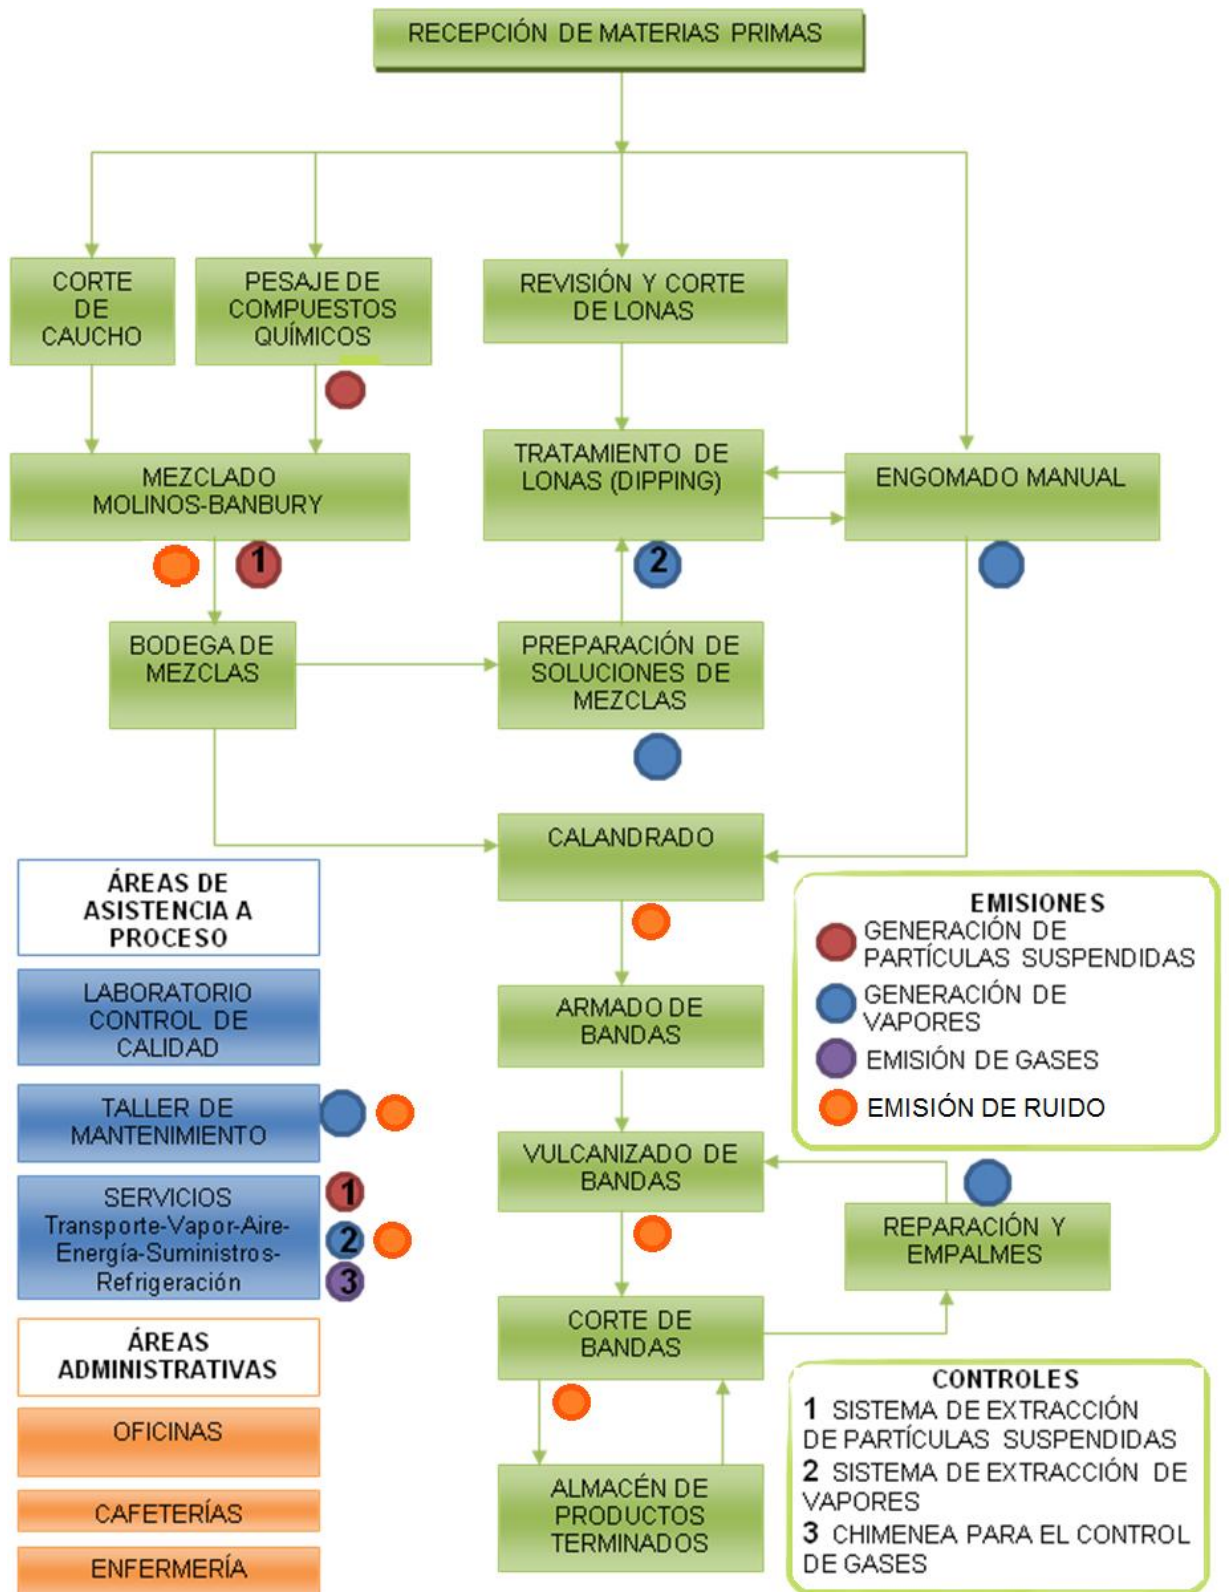 RECEPCIÓN DE MATERIAS PRIMAS
CORTE
DE
CAUCHO
PESAJE DE
COMPUESTOS
QUÍMICOS
REVISIÓN Y CORTE
DE LONAS
MEZCLADO
MOLINOS-BANBURY
TRATAMIENTO DE
LONAS (DIPPING)
ENGOMADO MANUAL
1
2
BODEGA DE
MEZCLAS
PREPARACIÓN DE
SOLUCIONES DE
MEZCLAS
CALANDRADO
ÁREAS DE
ASISTENCIA A
PROCESO
LABORATORIO
CONTROL DE
CALIDAD
TALLER DE
MANTENIMIENTO
SERVICIOS
Transporte-Vapor-Aire-
Energía-Suministros-
Refrigeración
1
2
3
ÁREAS
ADMINISTRATIVAS
OFICINAS
CAFETERÍAS
ENFERMERÍA
ARMADO DE
BANDAS
VULCANIZADO DE
BANDAS
CORTE DE
BANDAS
ALMACÉN DE
PRODUCTOS
TERMINADOS
EMISIONES
GENERACIÓN DE
PARTÍCULAS SUSPENDIDAS
GENERACIÓN DE
VAPORES
EMISIÓN DE GASES
EMISIÓN DE RUIDO
REPARACIÓN Y
EMPALMES
CONTROLES
1 SISTEMA DE EXTRACCIÓN
DE PARTÍCULAS SUSPENDIDAS
2 SISTEMA DE EXTRACCIÓN DE
VAPORES
3 CHIMENEA PARA EL CONTROL
DE GASES